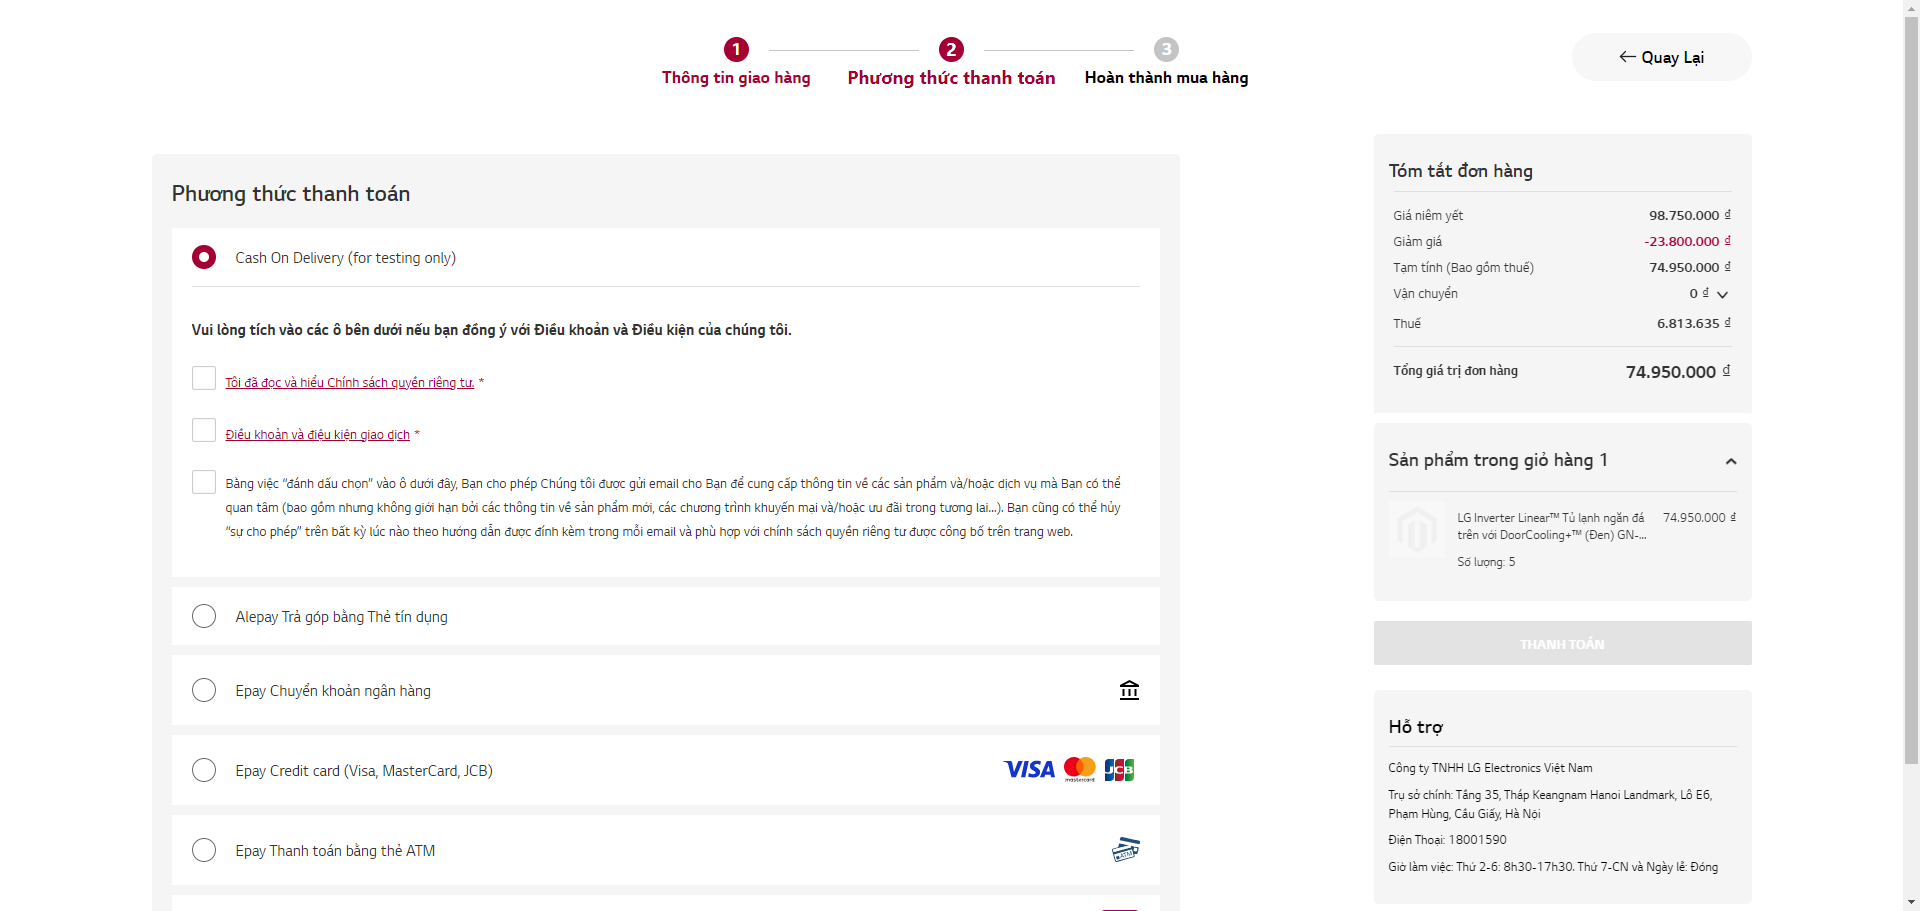 1
2
3
Thông tin giao hàng
Phương thức thanh toán
Hoàn thành mua hàng
Quay Lại
Phương thức thanh toán
Cash On Delivery (for testing only)
Vui lòng tích vào các ô bên dưới nếu bạn đồng ý với Điều khoản và Điều kiện của chúng tôi.
Tôi đã đọc và hiểu Chính sách quyền riêng tư. *
Điều khoản và điệu kiện giao dịch *
Bằng việc “đánh dấu chọn” vào ô dưới đây, Bạn cho phép Chúng tôi được gửi email cho Bạn để cung cấp thông tin về các sản phẩm và/hoặc dịch vụ mà Bạn có thể
quan tâm (bao gồm nhưng không giới hạn bởi các thông tin về sản phẩm mới, các chương trình khuyến mại và/hoặc ưu đãi trong tương lai...). Bạn cũng có thể hủy
“sự cho phép” trên bất kỳ lúc nào theo hướng dẫn được đính kèm trong mỗi email và phù hợp với chính sách quyền riêng tư được công bố trên trang web.
Alepay Trả góp bằng Thẻ tín dụng
Epay Chuyển khoản ngân hàng
Epay Credit card (Visa, MasterCard, JCB)
VISA
mastercard
JCB
Epay Thanh toán bằng thẻ ATM
ATM
Tóm tắt đơn hàng
Giá niêm yết 98.750.000 ₫
Giảm giá -23.800.000 ₫
Tạm tính (Bao gồm thuế) 74.950.000 ₫
Vận chuyển 0 ₫
Thuế 6.813.635 ₫
Tổng giá trị đơn hàng 74.950.000 ₫
Sản phẩm trong giỏ hàng 1
LG Inverter Linear™ Tủ lạnh ngăn đá 74.950.000 ₫
trên với DoorCooling+™ (Đen) GN-...
Số lượng: 5
THANH TOÁN
Hỗ trợ
Công ty TNHH LG Electronics Việt Nam
Trụ sở chính: Tầng 35, Tháp Keangnam Hanoi Landmark, Lô E6,
Phạm Hùng, Cầu Giấy, Hà Nội
Điện Thoại: 18001590
Giờ làm việc: Thứ 2-6: 8h30-17h30. Thứ 7-CN và Ngày lễ: Đóng